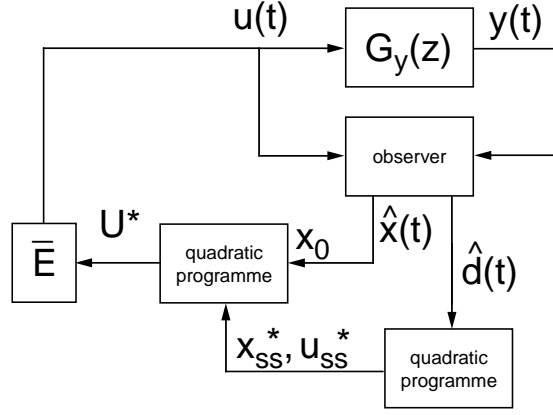 u(t)
G_y(z)
y(t)
observer
U*
x̂(t)
E̅
quadratic
programme
x_0
d̂(t)
x_ss*, u_ss*
quadratic
programme